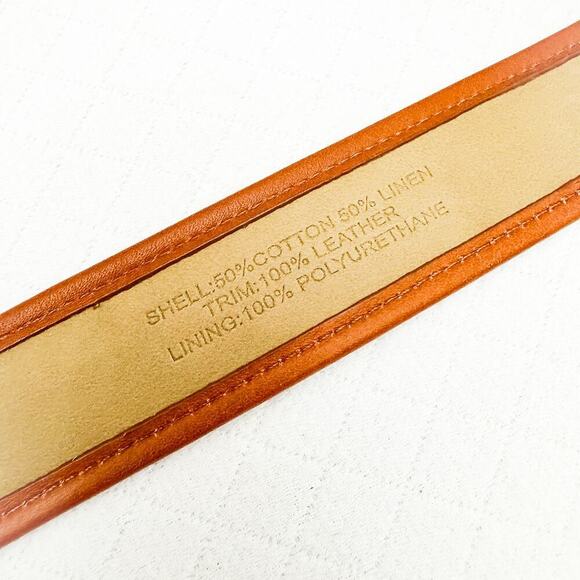 SHELL:50%COTTON 50% LINEN
TRIM:100% LEATHER
LINING:100% POLYURETHANE